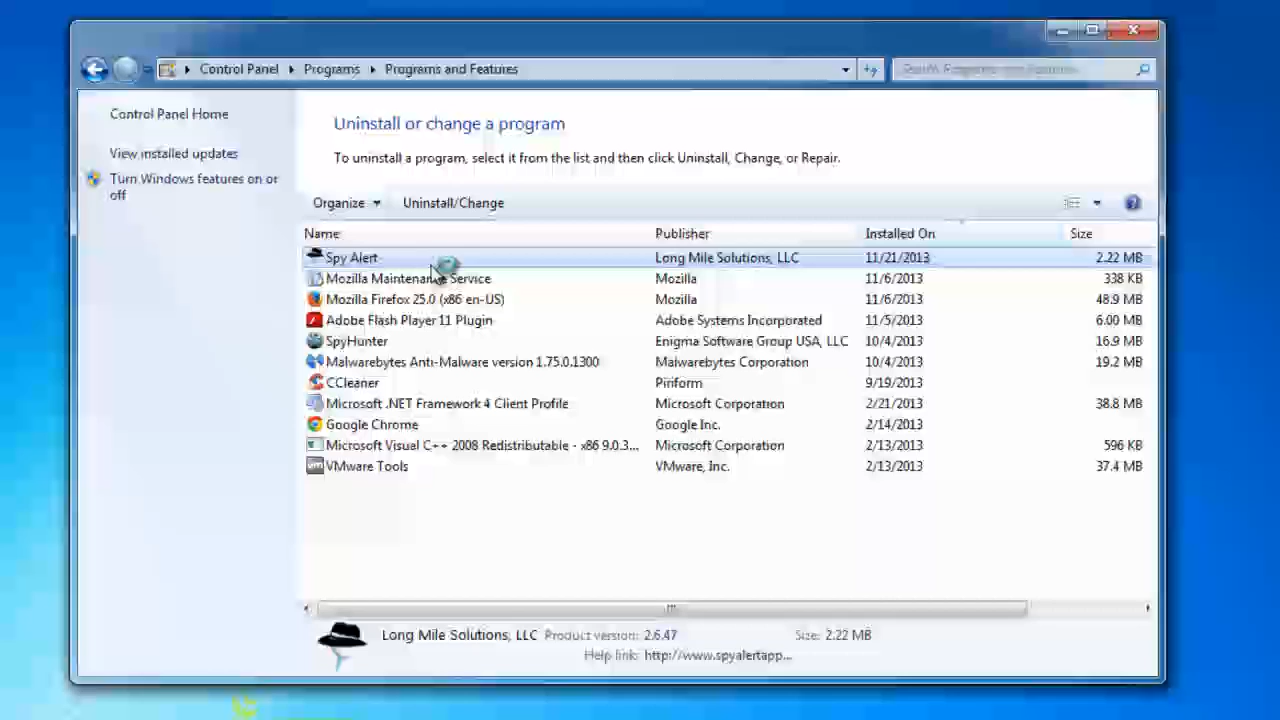 Control Panel Programs Programs and Features
Control Panel Home
View installed updates
Turn Windows features on or
off
Uninstall or change a program
To uninstall a program, select it from the list and then click Uninstall, Change, or Repair.
Organize Uninstall/Change
Name Publisher Installed On Size
Spy Alert Long Mile Solutions, LLC 11/21/2013 2.22 MB
Mozilla Maintenance Service Mozilla 11/6/2013 338 KB
Mozilla Firefox 25.0 (x86 en-US) Mozilla 11/6/2013 48.9 MB
Adobe Flash Player 11 Plugin Adobe Systems Incorporated 11/5/2013 6.00 MB
SpyHunter Enigma Software Group USA, LLC 10/4/2013 16.9 MB
Malwarebytes Anti-Malware version 1.75.0.1300 Malwarebytes Corporation 10/4/2013 19.2 MB
CCleaner Piriform 9/19/2013
Microsoft .NET Framework 4 Client Profile Microsoft Corporation 2/21/2013 38.8 MB
Google Chrome Google Inc. 2/14/2013
Microsoft Visual C++ 2008 Redistributable - x86 9.0.3... Microsoft Corporation 2/13/2013 596 KB
VMware Tools VMware, Inc. 2/13/2013 37.4 MB
Long Mile Solutions, LLC Product version: 2.6.47 Size: 2.22 MB
Help link: http://www.spyalertapp...